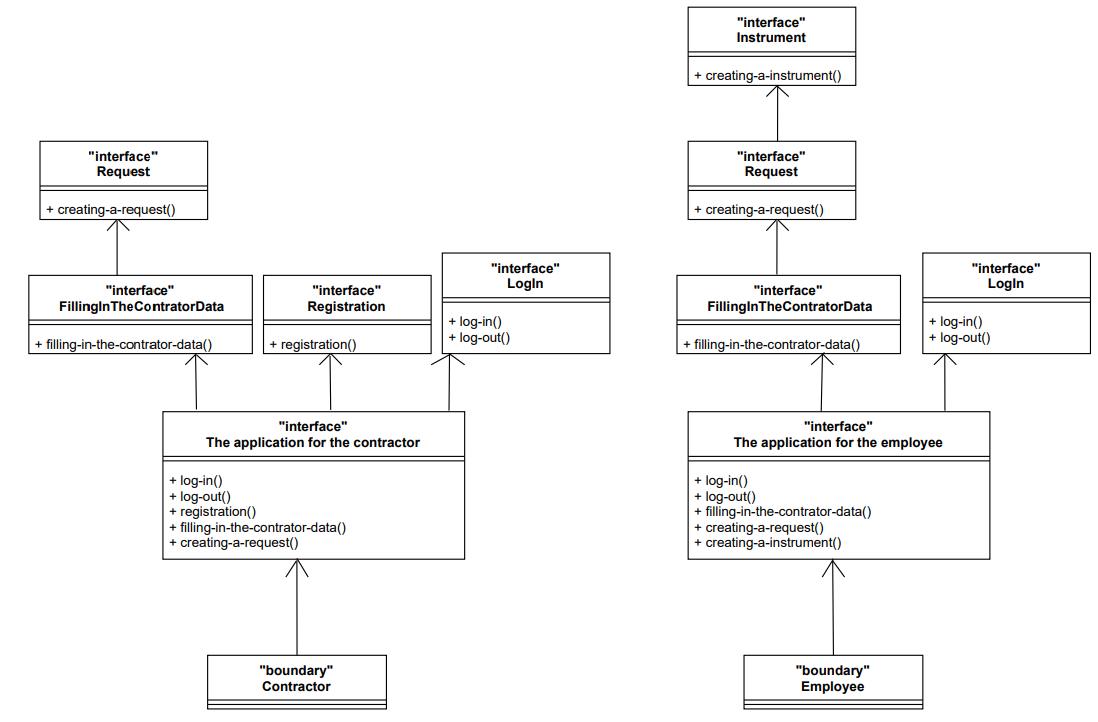 "interface"
Instrument
+ creating-a-instrument()
"interface"
Request
+ creating-a-request()
"interface"
Request
+ creating-a-request()
"interface"
FillingInTheContratorData
+ filling-in-the-contrator-data()
"interface"
Registration
+ registration()
"interface"
LogIn
+ log-in()
+ log-out()
"interface"
FillingInTheContratorData
+ filling-in-the-contrator-data()
"interface"
LogIn
+ log-in()
+ log-out()
"interface"
The application for the contractor
+ log-in()
+ log-out()
+ registration()
+ filling-in-the-contrator-data()
+ creating-a-request()
"interface"
The application for the employee
+ log-in()
+ log-out()
+ filling-in-the-contrator-data()
+ creating-a-request()
+ creating-a-instrument()
"boundary"
Contractor
"boundary"
Employee